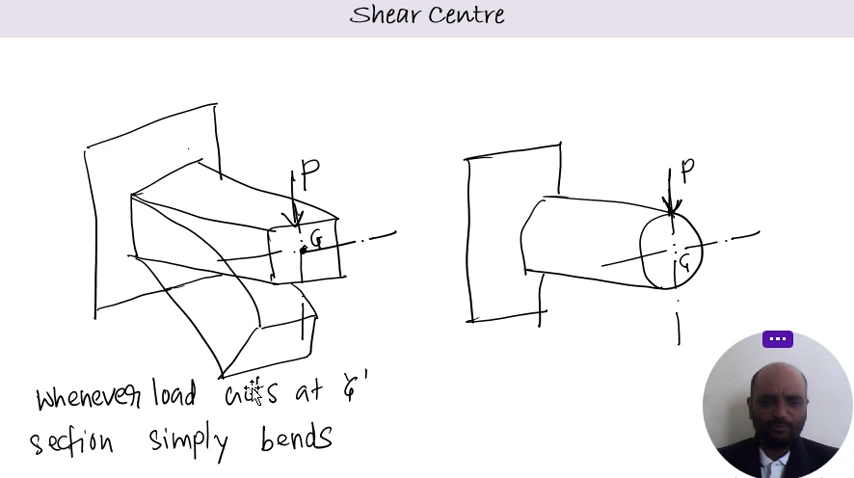 Shear Centre
P
G
P
G
whenever load acts at 'G'
section simply bends